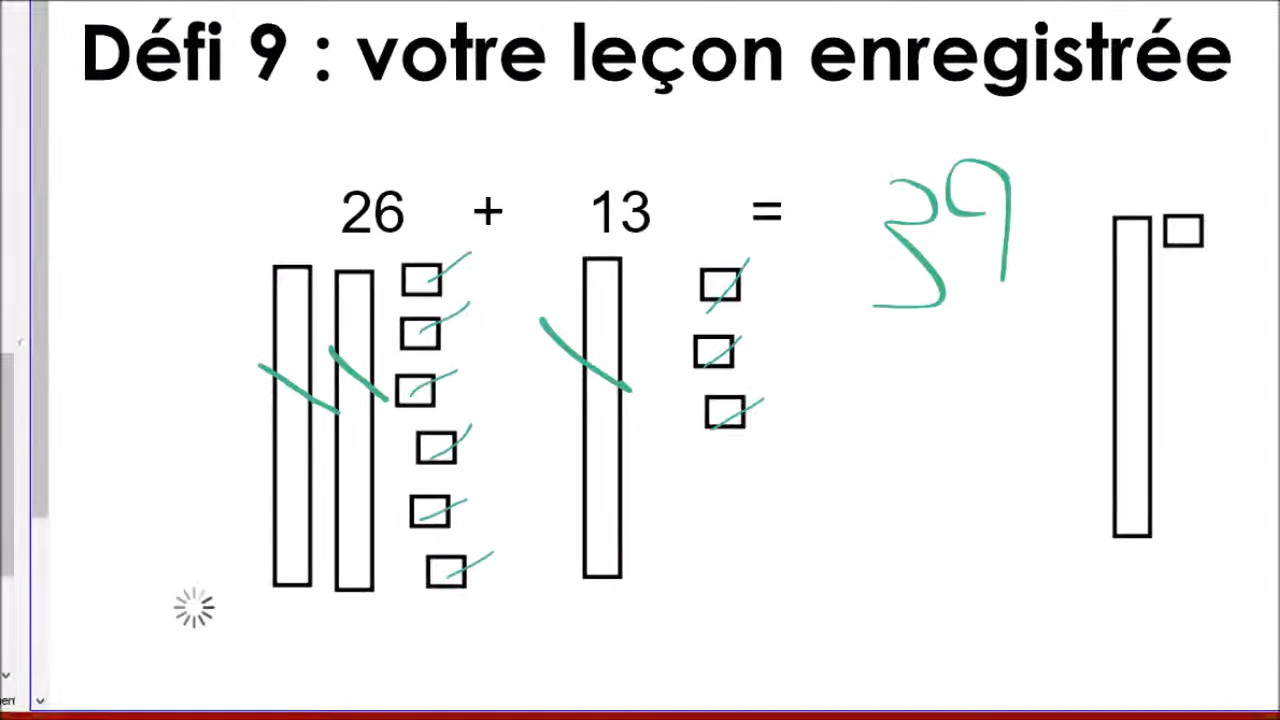 Défi 9 : votre leçon enregistrée
26 + 13 = 39